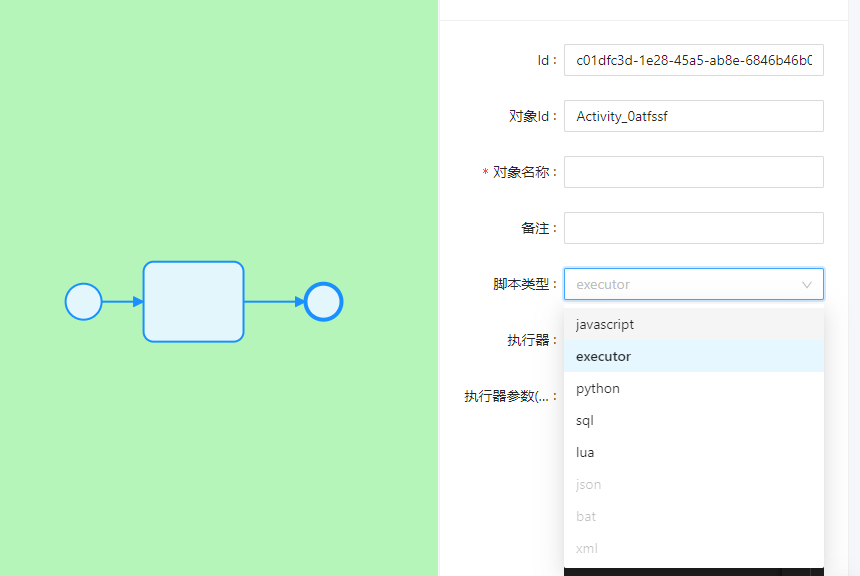 Id :
c01dfc3d-1e28-45a5-ab8e-6846b46b0
对象Id :
Activity_0atfssf
* 对象名称 :
备注 :
脚本类型 :
executor
javascript
执行器 :
executor
python
执行器参数(... :
sql
lua
json
bat
xml